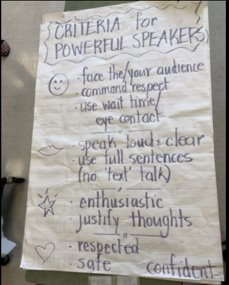 CRITERIA for
POWERFUL SPEAKERS
• face the/your audience
• command respect
• use wait time/
eye contact
• speak loud & clear
• use full sentences
(no 'text' talk)
• enthusiastic
• justify thoughts
• respected
• safe confident